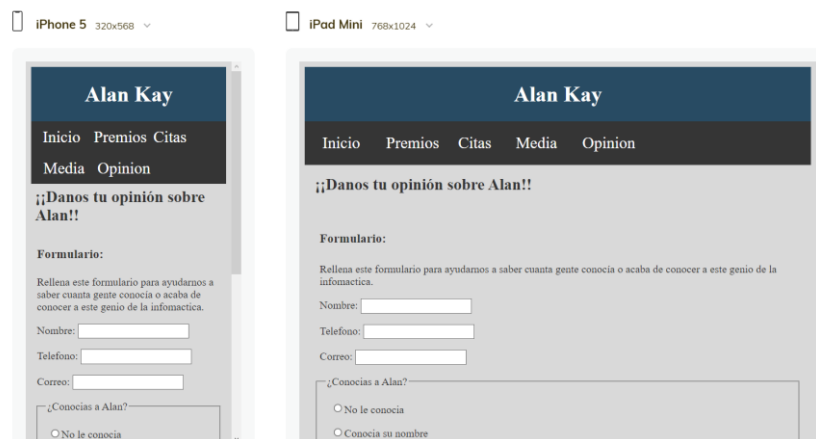 iPhone 5 320x568
Alan Kay
Inicio Premios Citas
Media Opinion
¡¡Danos tu opinión sobre
Alan!!
Formulario:
Rellena este formulario para ayudarnos a
saber cuanta gente conocía o acaba de
conocer a este genio de la infomactica.
Nombre:
Telefono:
Correo:
¿Conocias a Alan?
No le conocia
iPad Mini 768x1024
Alan Kay
Inicio Premios Citas Media Opinion
¡¡Danos tu opinión sobre Alan!!
Formulario:
Rellena este formulario para ayudarnos a saber cuanta gente conocía o acaba de conocer a este genio de la
infomactica.
Nombre:
Telefono:
Correo:
¿Conocias a Alan?
No le conocia
Conocia su nombre